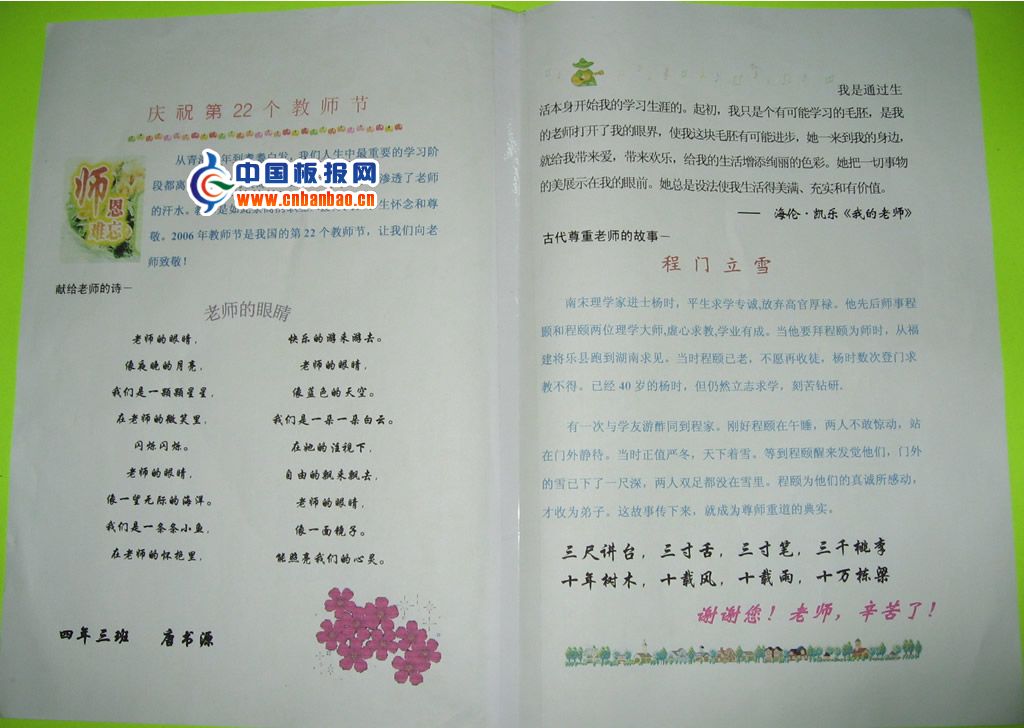 庆祝第22个教师节
从青
年到
白发，我们人生中最重要的学习阶
段都离
渗透了老师
的汗水。
生怀念和尊
敬。2006年教师节是我国的第22个教师节，让我们向老
师致敬！
师恩难忘
中国板报网
www.cnbanbao.cn
献给老师的诗—
老师的眼睛
老师的眼睛，
像夜晚的月亮，
我们是一颗颗星星，
在老师的微笑里，
闪烁闪烁。
老师的眼睛，
像一望无际的海洋。
我们是一条条小鱼，
在老师的怀抱里，
快乐的游来游去。
老师的眼睛，
像蓝色的天空。
我们是一朵一朵白云。
在她的注视下，
自由的飘来飘去，
老师的眼睛，
像一面镜子。
能照亮我们的心灵。
四年三班 唐书源
我是通过生
活本身开始我的学习生涯的。起初，我只是个有可能学习的毛胚，是我
的老师打开了我的眼界，使我这块毛胚有可能进步，她一来到我的身边，
就给我带来爱，带来欢乐，给我的生活增添绚丽的色彩。她把一切事物
的美展示在我的眼前。她总是设法使我生活得美满、充实和有价值。
—— 海伦·凯乐《我的老师》
古代尊重老师的故事—
程门立雪
南宋理学家进士杨时，平生求学专诚,放弃高官厚禄。他先后师事程
颐和程颐两位理学大师,虚心求教,学业有成。当他要拜程颐为师时，从福
建将乐县跑到湖南求见。当时程颐已老，不愿再收徒，杨时数次登门求
教不得。已经40岁的杨时，但仍然立志求学，刻苦钻研.
有一次与学友游酢同到程家。刚好程颐在午睡，两人不敢惊动，站
在门外静待。当时正值严冬，天下着雪。等到程颐醒来发觉他们，门外
的雪已下了一尺深，两人双足都没在雪里。程颐为他们的真诚所感动，
才收为弟子。这故事传下来，就成为尊师重道的典实。
三尺讲台，三寸舌，三寸笔，三千桃李
十年树木，十载风，十载雨，十万栋梁
谢谢您！老师，辛苦了！